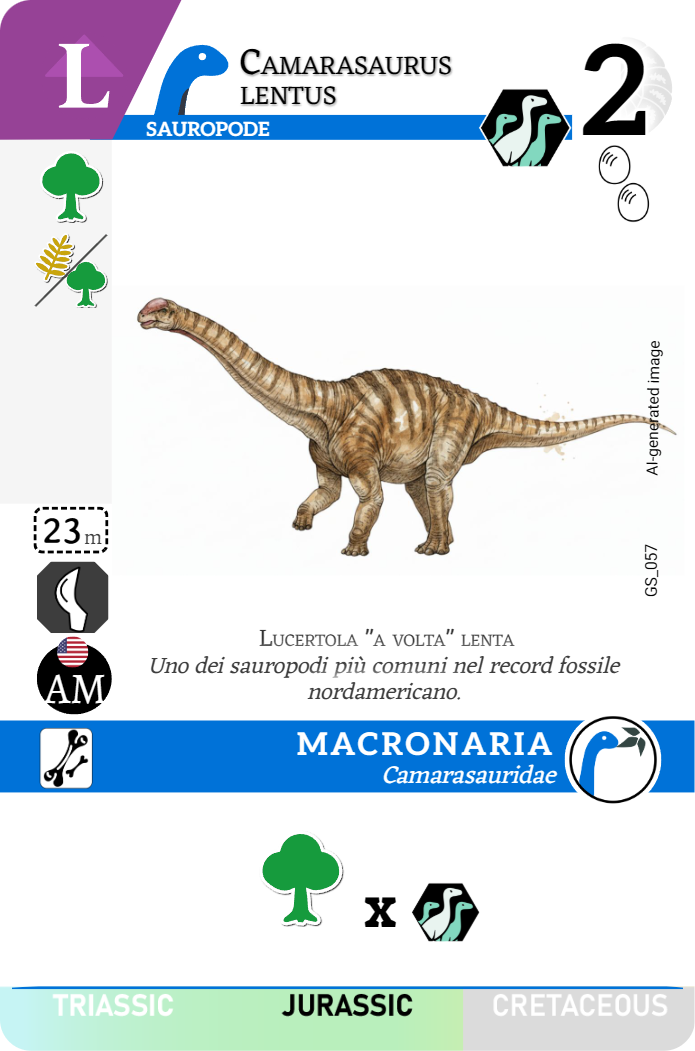 L
CAMARASAURUS
LENTUS
2
SAUROPODE
AI-generated image
23 m
GS_057
AM
LUCERTOLA "A VOLTA" LENTA
Uno dei sauropodi più comuni nel record fossile
nordamericano.
MACRONARIA
Camarasauridae
x
TRIASSIC JURASSIC CRETACEOUS